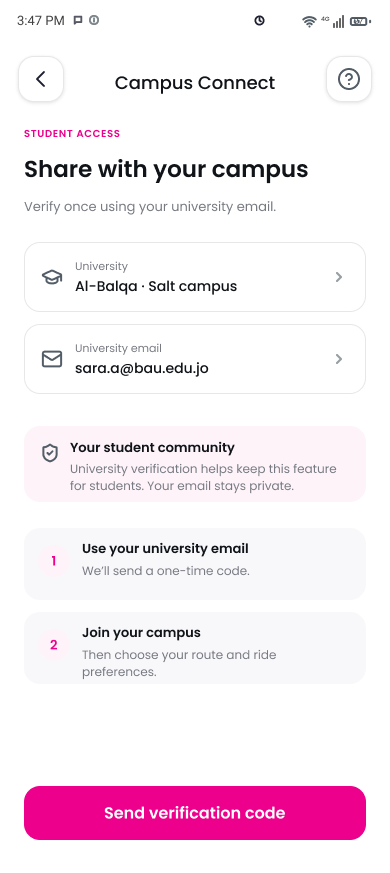 3:47 PM
4G
Campus Connect
STUDENT ACCESS
Share with your campus
Verify once using your university email.
University
Al-Balqa · Salt campus
University email
sara.a@bau.edu.jo
Your student community
University verification helps keep this feature
for students. Your email stays private.
1
Use your university email
We’ll send a one-time code.
2
Join your campus
Then choose your route and ride
preferences.
Send verification code